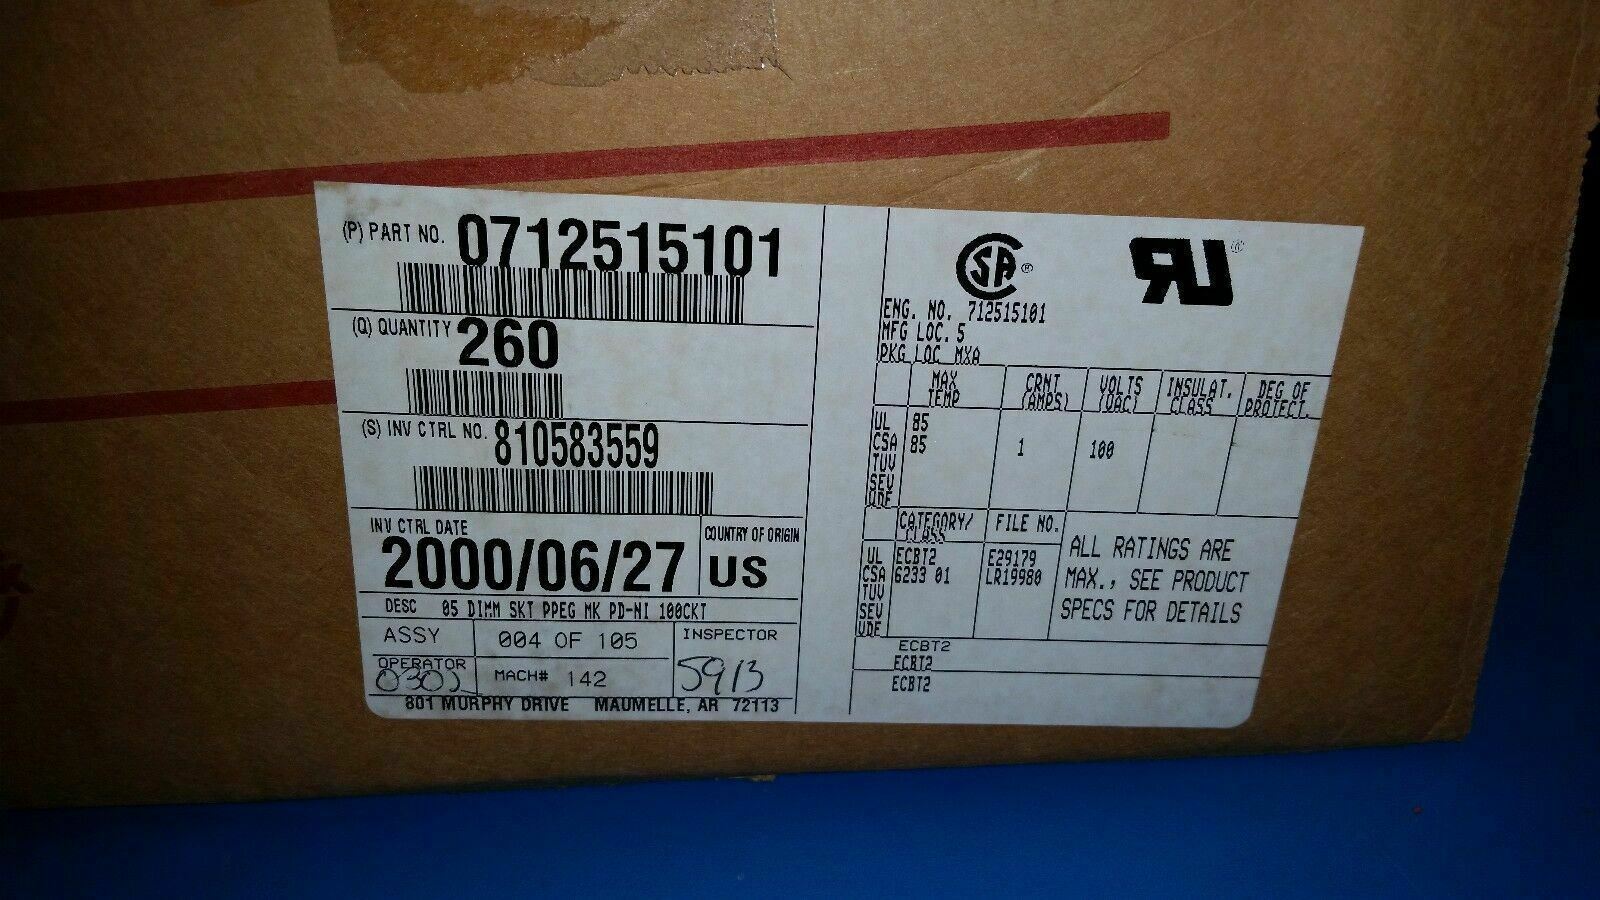 (P) PART NO. 0712515101
(Q) QUANTITY 260
(S) INV CTRL NO. 810583559
INV CTRL DATE
2000/06/27
COUNTRY OF ORIGIN
US
DESC 05 DIMM SKT PPEG MK PD-NI 100CKT
ASSY 004 OF 105 INSPECTOR
OPERATOR MACH# 142 5913
801 MURPHY DRIVE MAUMELLE, AR 72113
CSA ® RU ®
ENG. NO. 712515101
MFG LOC. 5
PKG LOC MXA
MAX TEMP CRNT (AMPS) VOLTS (VAC) INSULAT. CLASS DEG OF PROTECT.
UL 85
CSA 85 1 100
TUV
SEV
VDE
CATEGORY/ CLASS FILE NO.
UL ECBT2 E29179
CSA 6233 01 LR19980
TUV
SEV
VDE
ALL RATINGS ARE
MAX., SEE PRODUCT
SPECS FOR DETAILS
ECBT2
ECBT2
ECBT2